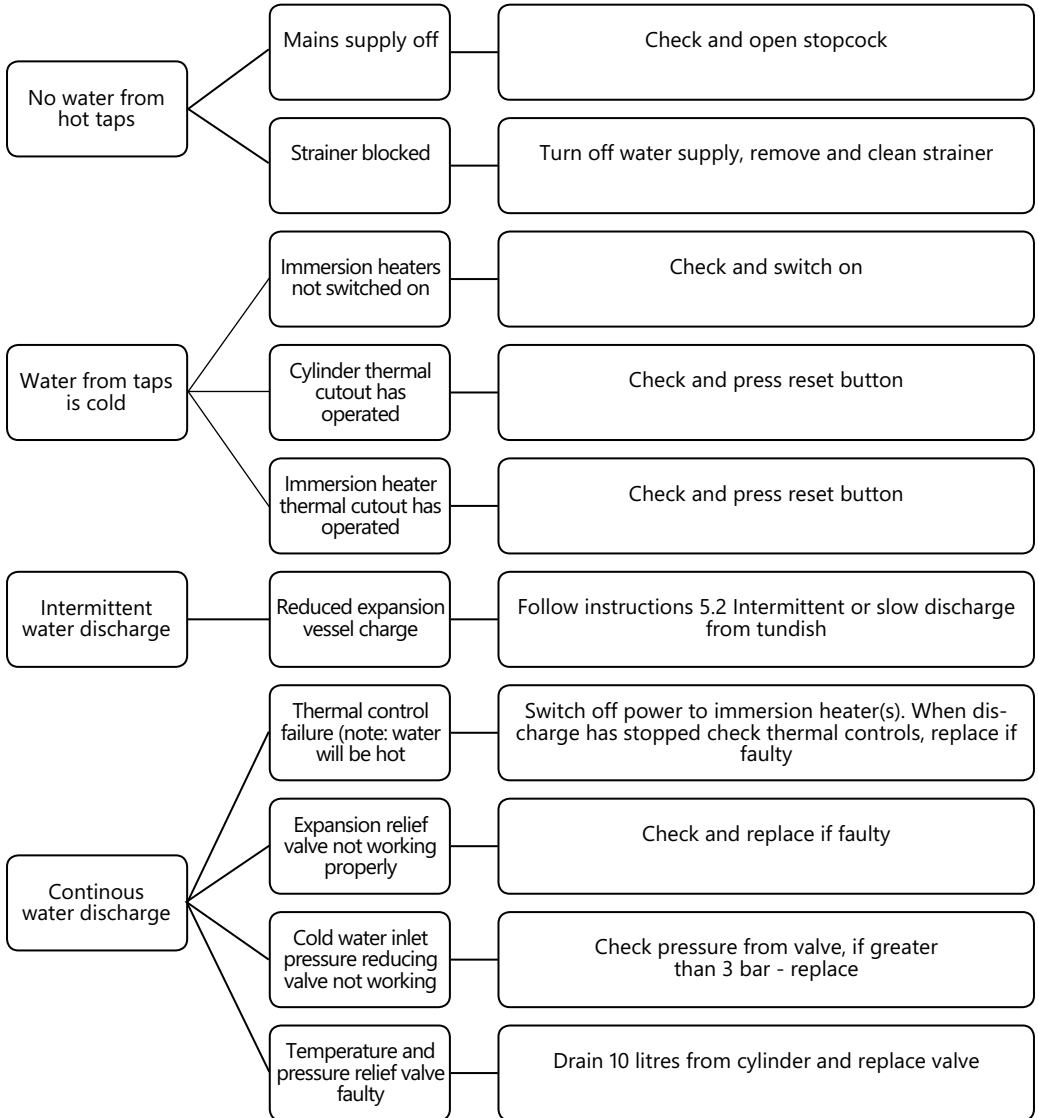 No water from
hot taps
Mains supply off
Check and open stopcock
Strainer blocked
Turn off water supply, remove and clean strainer
Water from taps
is cold
Immersion heaters
not switched on
Check and switch on
Cylinder thermal
cutout has
operated
Check and press reset button
Immersion heater
thermal cutout has
operated
Check and press reset button
Intermittent
water discharge
Reduced expansion
vessel charge
Follow instructions 5.2 Intermittent or slow discharge
from tundish
Continous
water discharge
Thermal control
failure (note: water
will be hot
Switch off power to immersion heater(s). When dis-
charge has stopped check thermal controls, replace if
faulty
Expansion relief
valve not working
properly
Check and replace if faulty
Cold water inlet
pressure reducing
valve not working
Check pressure from valve, if greater
than 3 bar - replace
Temperature and
pressure relief valve
faulty
Drain 10 litres from cylinder and replace valve